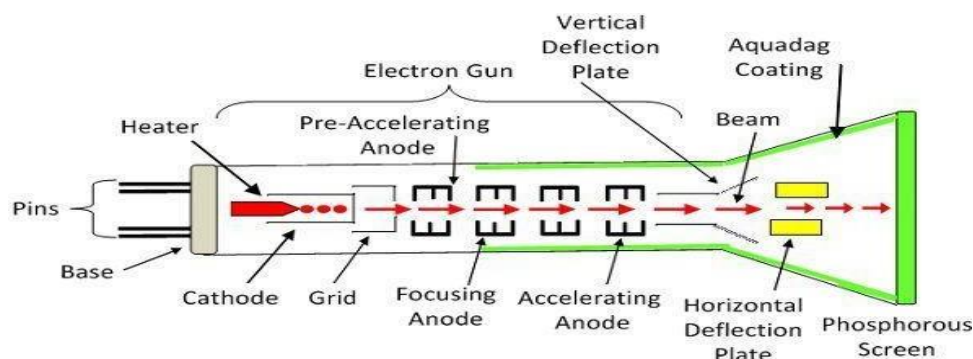 Vertical
Deflection
Plate
Aquadag
Coating
Electron Gun
Heater
Pre-Accelerating
Anode
Beam
Pins
Base
Cathode
Grid
Focusing
Anode
Accelerating
Anode
Horizontal
Deflection
Plate
Phosphorous
Screen